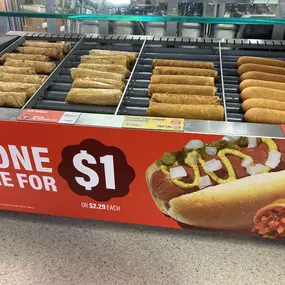 ONE
E FOR
$1
OR $2.29 EACH